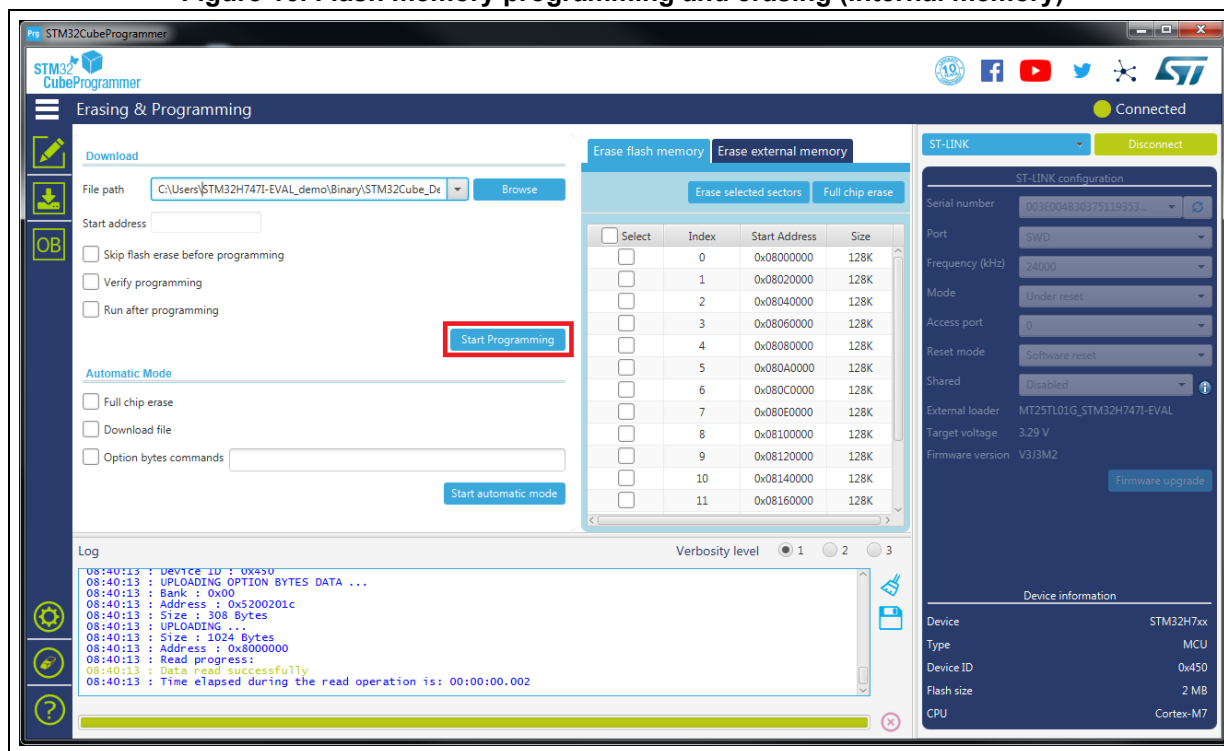 Figure 10. Flash memory programming and erasing (internal memory)
Prg STM32CubeProgrammer
STM32
CubeProgrammer
10
Erasing & Programming
Connected
OB
Download
File path C:\Users\STM32H747I-EVAL_demo\Binary\STM32Cube_De Browse
Start address
Skip flash erase before programming
Verify programming
Run after programming
Start Programming
Automatic Mode
Full chip erase
Download file
Option bytes commands
Start automatic mode
Erase flash memory Erase external memory
Erase selected sectors Full chip erase
Select Index Start Address Size
0 0x08000000 128K
1 0x08020000 128K
2 0x08040000 128K
3 0x08060000 128K
4 0x08080000 128K
5 0x080A0000 128K
6 0x080C0000 128K
7 0x080E0000 128K
8 0x08100000 128K
9 0x08120000 128K
10 0x08140000 128K
11 0x08160000 128K
Log Verbosity level 1 2 3
08:40:13 : Device ID : 0x450
08:40:13 : UPLOADING OPTION BYTES DATA ...
08:40:13 : Bank : 0x00
08:40:13 : Address : 0x5200201c
08:40:13 : Size : 308 Bytes
08:40:13 : UPLOADING ...
08:40:13 : Size : 1024 Bytes
08:40:13 : Address : 0x8000000
08:40:13 : Read progress:
08:40:13 : Data read successfully
08:40:13 : Time elapsed during the read operation is: 00:00:00.002
ST-LINK Disconnect
ST-LINK configuration
Serial number 003E004830375119353...
Port SWD
Frequency (kHz) 24000
Mode Under reset
Access port 0
Reset mode Software reset
Shared Disabled
External loader MT25TL01G_STM32H747I-EVAL
Target voltage 3.29 V
Firmware version V3J3M2
Firmware upgrade
Device information
Device STM32H7xx
Type MCU
Device ID 0x450
Flash size 2 MB
CPU Cortex-M7